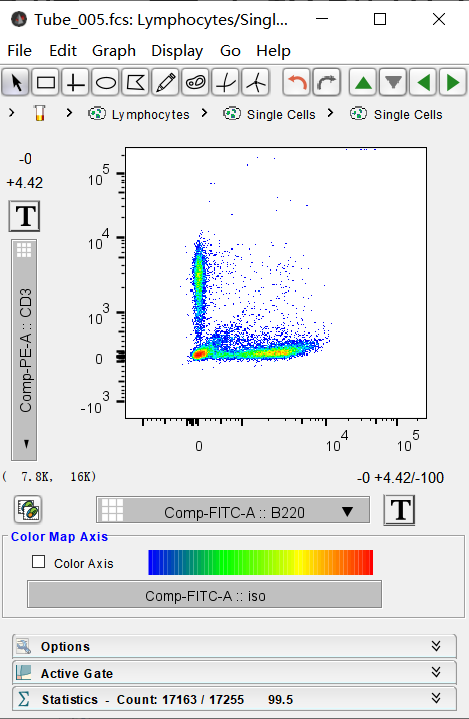 Tube_005.fcs: Lymphocytes/Singl...
File Edit Graph Display Go Help
Lymphocytes Single Cells Single Cells
-0
+4.42
T
Comp-PE-A :: CD3
10^5
10^4
10^3
0
-10^3
0 10^4 10^5
( 7.8K, 16K)
-0 +4.42/-100
Comp-FITC-A :: B220
T
Color Map Axis
Color Axis
Comp-FITC-A :: iso
Options
Active Gate
Statistics - Count: 17163 / 17255 99.5